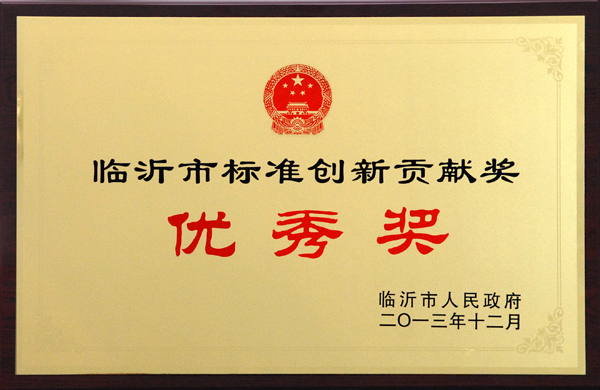 临沂市标准创新贡献奖
优秀奖
临沂市人民政府
二〇一三年十二月